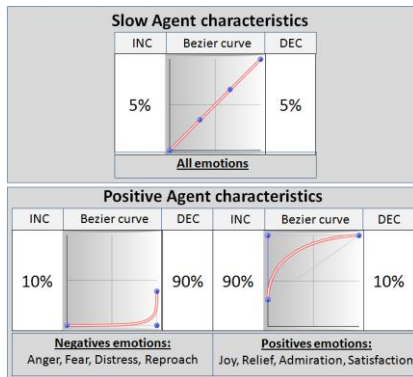 Slow Agent characteristics
INC Bezier curve DEC
5% 5%
All emotions
Positive Agent characteristics
INC Bezier curve DEC INC Bezier curve DEC
10% 90% 90% 10%
Negatives emotions: Positives emotions:
Anger, Fear, Distress, Reproach Joy, Relief, Admiration, Satisfaction